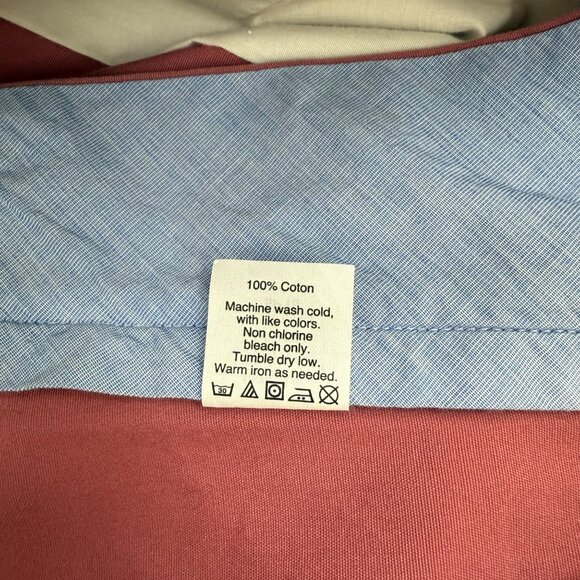 100% Coton
Machine wash cold,
with like colors.
Non chlorine
bleach only.
Tumble dry low.
Warm iron as needed.
30